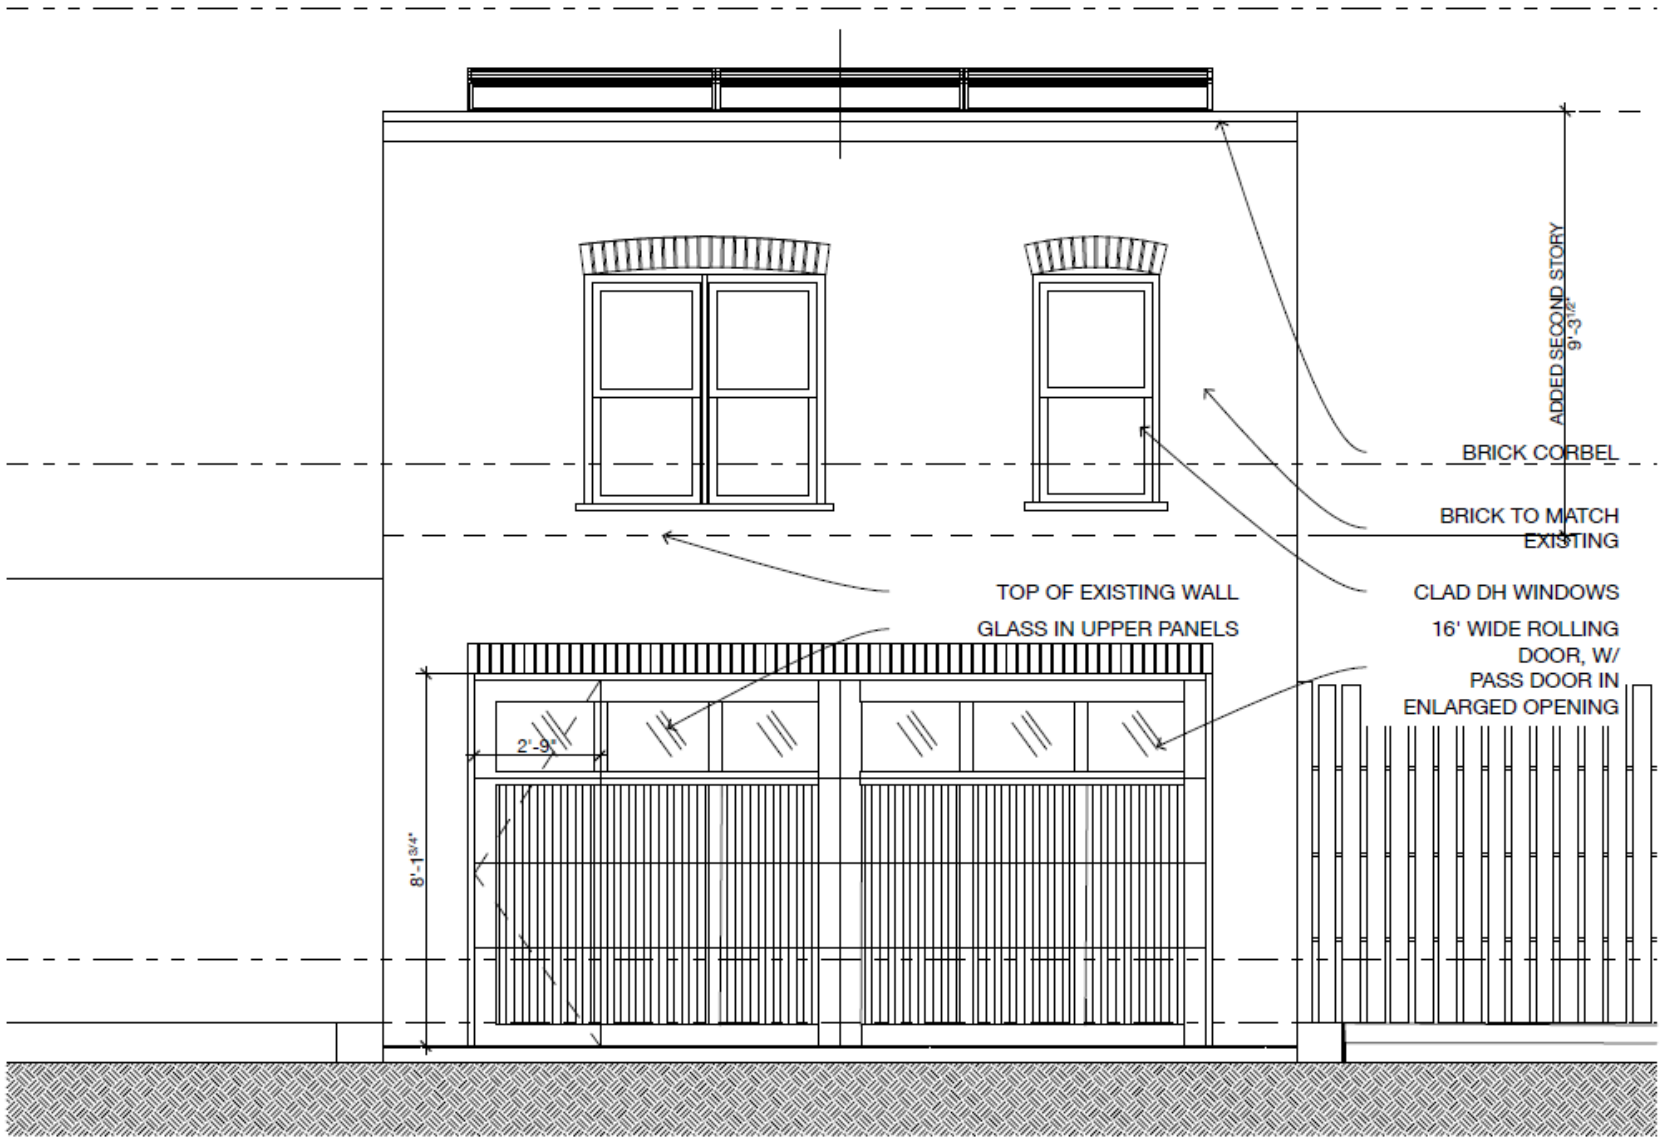 ADDED SECOND STORY
9'-3 1/2"
BRICK CORBEL
BRICK TO MATCH
EXISTING
TOP OF EXISTING WALL
CLAD DH WINDOWS
GLASS IN UPPER PANELS
16' WIDE ROLLING
DOOR, W/
PASS DOOR IN
ENLARGED OPENING
2'-9"
8'-1 3/4"